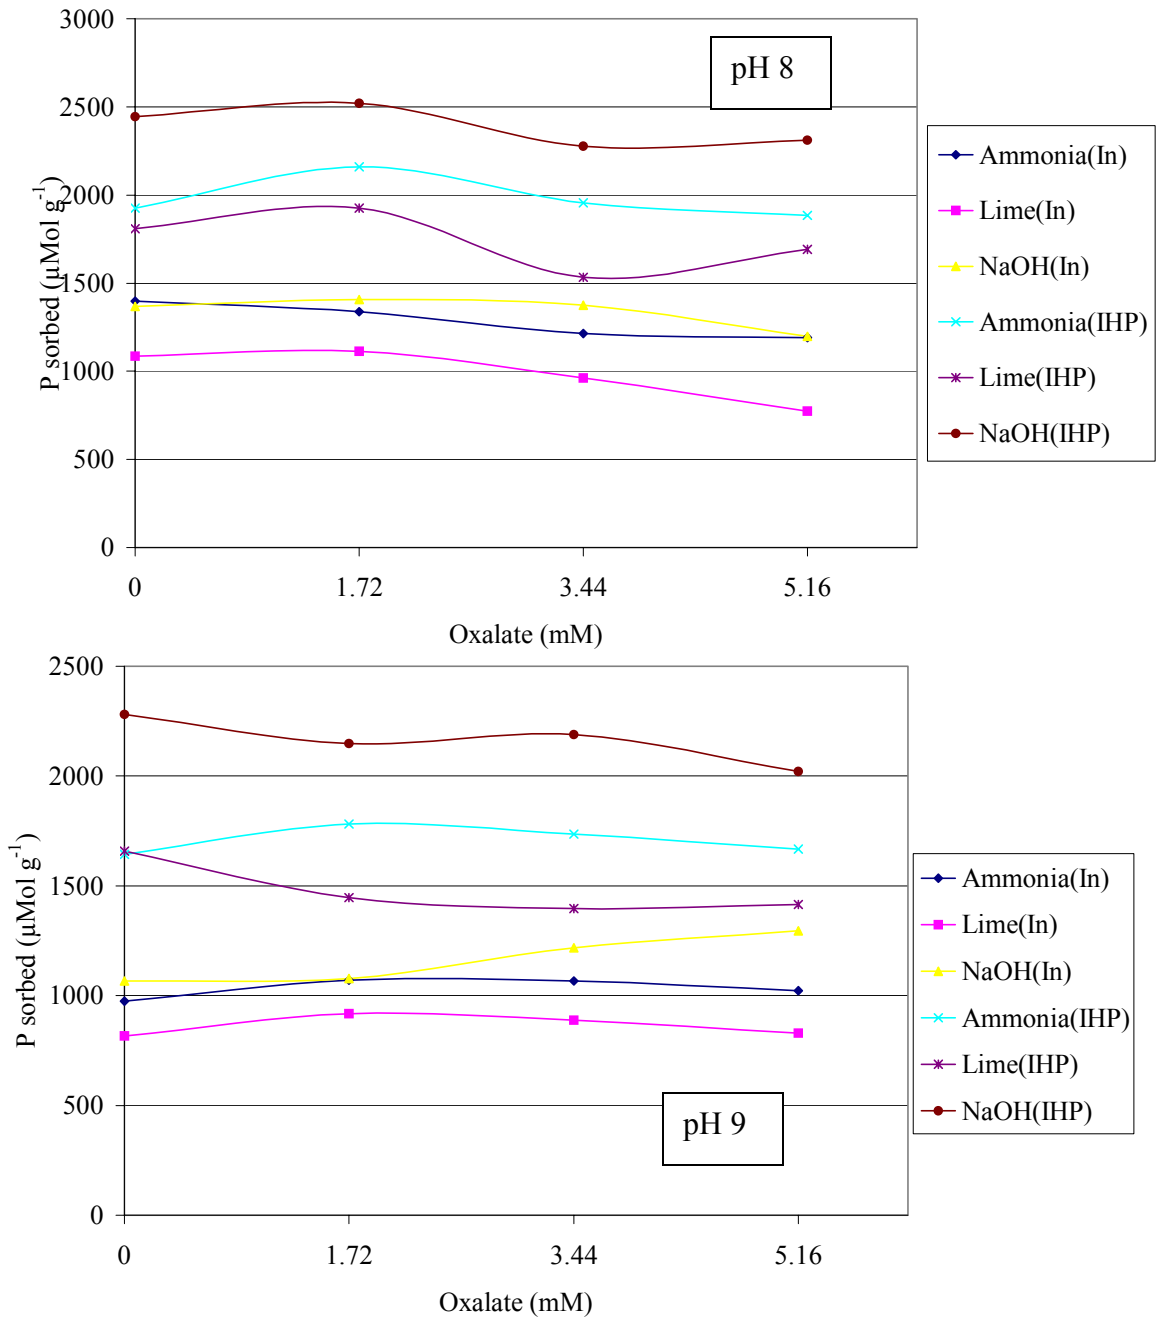 3000
2500
2000
1500
1000
500
0
P sorbed (µMol g-1)
pH 8
0 1.72 3.44 5.16
Oxalate (mM)
Ammonia(In)
Lime(In)
NaOH(In)
Ammonia(IHP)
Lime(IHP)
NaOH(IHP)
2500
2000
1500
1000
500
0
P sorbed (µMol g-1)
pH 9
0 1.72 3.44 5.16
Oxalate (mM)
Ammonia(In)
Lime(In)
NaOH(In)
Ammonia(IHP)
Lime(IHP)
NaOH(IHP)